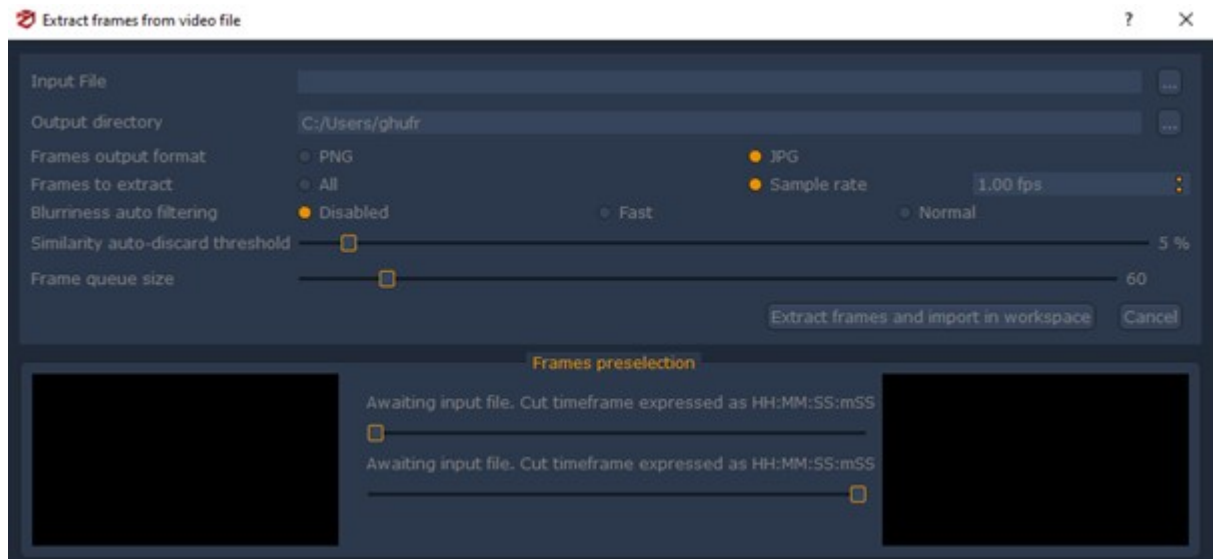 Extract frames from video file ? ×
Input File ...
Output directory C:/Users/ghufr ...
Frames output format PNG JPG
Frames to extract All Sample rate 1.00 fps
Blurriness auto filtering Disabled Fast Normal
Similarity auto-discard threshold 5 %
Frame queue size 60
Extract frames and import in workspace Cancel
Frames preselection
Awaiting input file. Cut timeframe expressed as HH:MM:SS:mSS
Awaiting input file. Cut timeframe expressed as HH:MM:SS:mSS